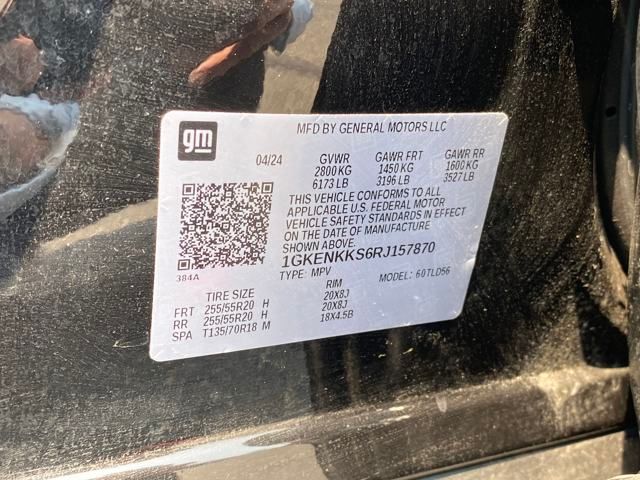 gm
MFD BY GENERAL MOTORS LLC
04/24 GVWR GAWR FRT GAWR RR
2800 KG 1450 KG 1600 KG
6173 LB 3196 LB 3527 LB
THIS VEHICLE CONFORMS TO ALL
APPLICABLE U.S. FEDERAL MOTOR
VEHICLE SAFETY STANDARDS IN EFFECT
ON THE DATE OF MANUFACTURE
SHOWN ABOVE.
384A
1GKENKKS6RJ157870
TYPE: MPV MODEL: 60TLD56
TIRE SIZE RIM
FRT 255/55R20 H 20X8J
RR 255/55R20 H 20X8J
SPA T135/70R18 M 18X4.5B